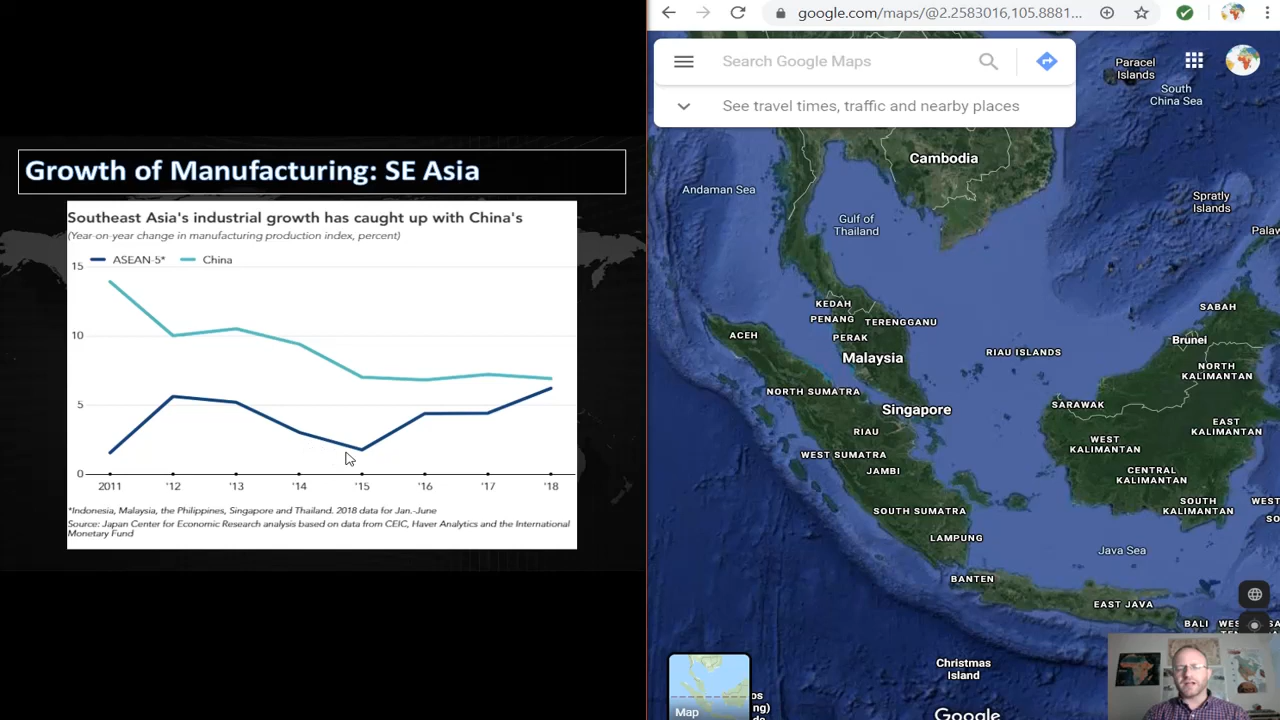 Growth of Manufacturing: SE Asia
Southeast Asia's industrial growth has caught up with China's
(Year-on-year change in manufacturing production index, percent)
ASEAN-5* China
15
10
5
0
2011 '12 '13 '14 '15 '16 '17 '18
*Indonesia, Malaysia, the Philippines, Singapore and Thailand. 2018 data for Jan.-June
Source: Japan Center for Economic Research analysis based on data from CEIC, Haver Analytics and the International
Monetary Fund
google.com/maps/@2.2583016,105.8881...
Search Google Maps
See travel times, traffic and nearby places
Paracel
Islands
South
China Sea
Cambodia
Andaman Sea
Gulf of
Thailand
Spratly
Islands
Palaw
KEDAH
PENANG
TERENGGANU
PERAK
Malaysia
ACEH
SABAH
Brunei
RIAU ISLANDS
NORTH
KALIMANTAN
NORTH SUMATRA
Singapore
SARAWAK
EAST
KALIMANTAN
RIAU
WEST
KALIMANTAN
WEST SUMATRA
JAMBI
CENTRAL
KALIMANTAN
SOUTH SUMATRA
SOUTH
KALIMANTAN
WEST
SO
LAMPUNG
Java Sea
BANTEN
EAST JAVA
BALI
WES
Christmas
Island
Map
os
ng)
ds
Google